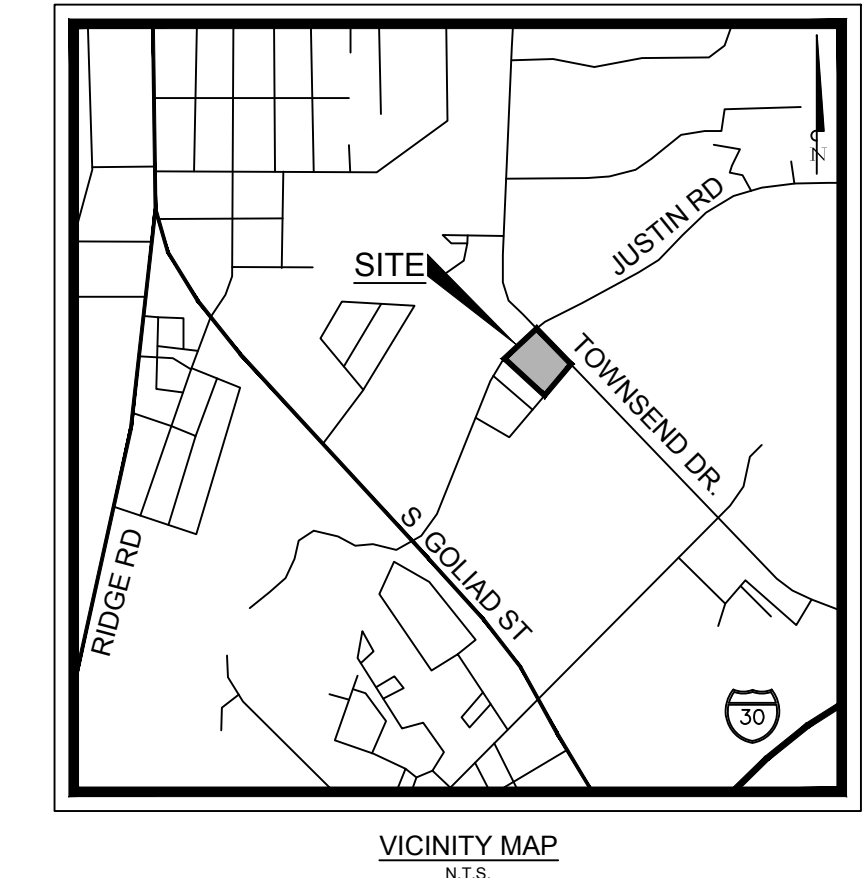 N
JUSTIN RD
SITE
TOWNSEND DR.
S GOLIAD ST
RIDGE RD
30
VICINITY MAP
N.T.S.